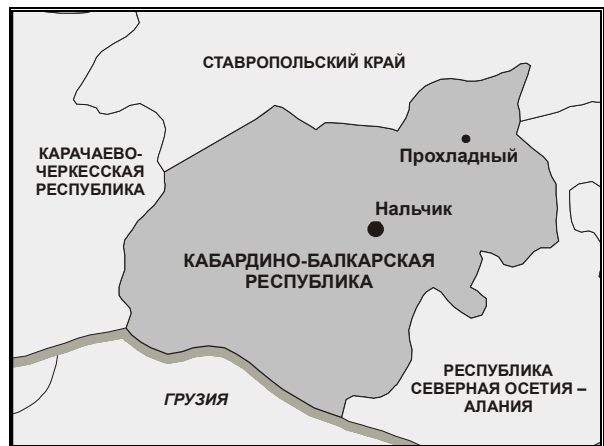 СТАВРОПОЛЬСКИЙ КРАЙ
КАРАЧАЕВО-
ЧЕРКЕССКАЯ
РЕСПУБЛИКА
Прохладный
Нальчик
КАБАРДИНО-БАЛКАРСКАЯ
РЕСПУБЛИКА
РЕСПУБЛИКА
СЕВЕРНАЯ ОСЕТИЯ –
АЛАНИЯ
ГРУЗИЯ